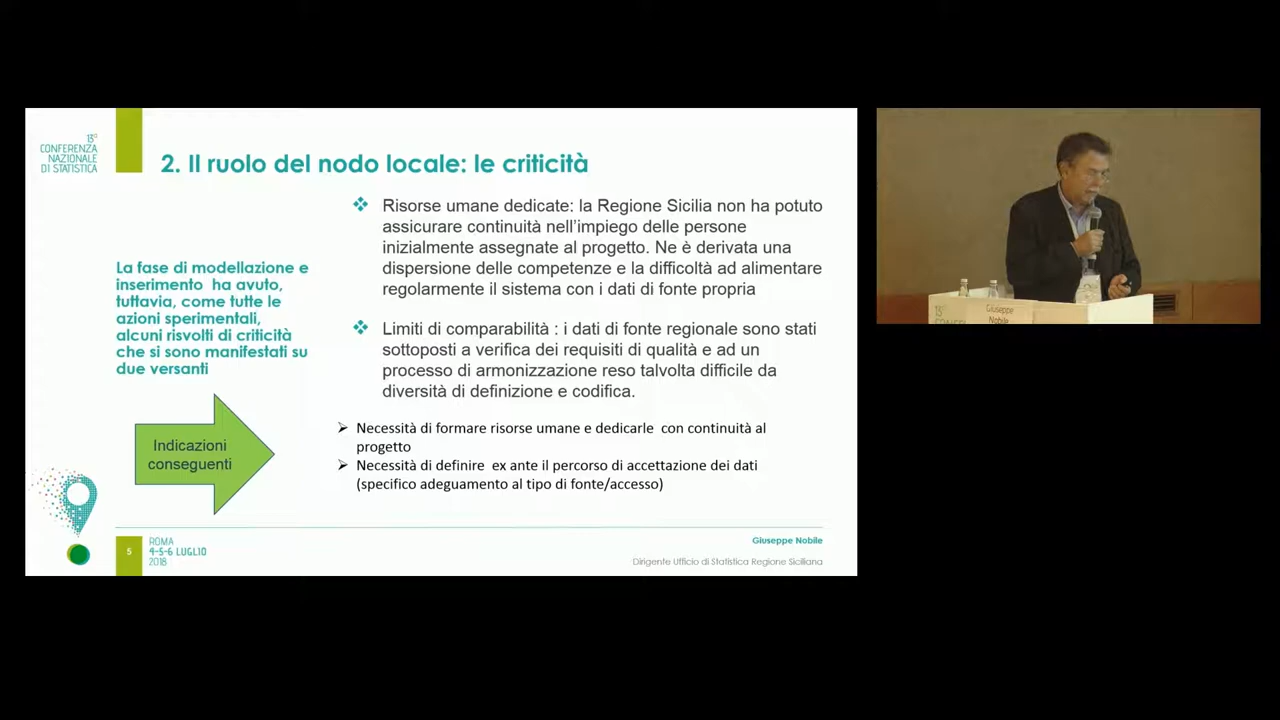 13°
CONFERENZA
NAZIONALE
DI STATISTICA
2. Il ruolo del nodo locale: le criticità
La fase di modellazione e
inserimento ha avuto,
tuttavia, come tutte le
azioni sperimentali,
alcuni risvolti di criticità
che si sono manifestati su
due versanti
Risorse umane dedicate: la Regione Sicilia non ha potuto
assicurare continuità nell'impiego delle persone
inizialmente assegnate al progetto. Ne è derivata una
dispersione delle competenze e la difficoltà ad alimentare
regolarmente il sistema con i dati di fonte propria
Limiti di comparabilità : i dati di fonte regionale sono stati
sottoposti a verifica dei requisiti di qualità e ad un
processo di armonizzazione reso talvolta difficile da
diversità di definizione e codifica.
Indicazioni
conseguenti
Necessità di formare risorse umane e dedicarle con continuità al
progetto
Necessità di definire ex ante il percorso di accettazione dei dati
(specifico adeguamento al tipo di fonte/accesso)
5
ROMA
4-5-6 LUGLIO
2018
Giuseppe Nobile
Dirigente Ufficio di Statistica Regione Siciliana
13°
Giuseppe
Nobile